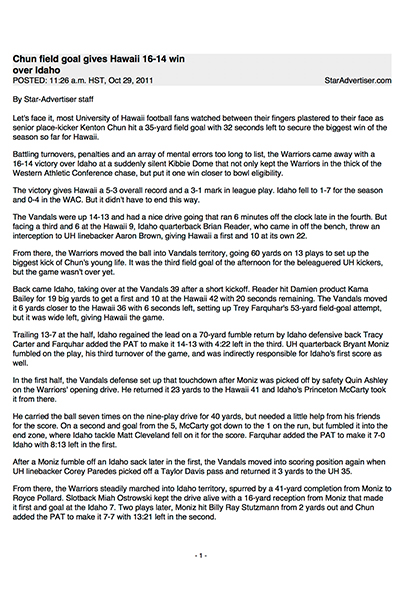 Chun field goal gives Hawaii 16-14 win
over Idaho
POSTED: 11:26 a.m. HST, Oct 29, 2011
StarAdvertiser.com
By Star-Advertiser staff
Let's face it, most University of Hawaii football fans watched between their fingers plastered to their face as
senior place-kicker Kenton Chun hit a 35-yard field goal with 32 seconds left to secure the biggest win of the
season so far for Hawaii.
Battling turnovers, penalties and an array of mental errors too long to list, the Warriors came away with a
16-14 victory over Idaho at a suddenly silent Kibbie Dome that not only kept the Warriors in the thick of the
Western Athletic Conference chase, but put it one win closer to bowl eligibility.
The victory gives Hawaii a 5-3 overall record and a 3-1 mark in league play. Idaho fell to 1-7 for the season
and 0-4 in the WAC. But it didn't have to end this way.
The Vandals were up 14-13 and had a nice drive going that ran 6 minutes off the clock late in the fourth. But
facing a third and 6 at the Hawaii 9, Idaho quarterback Brian Reader, who came in off the bench, threw an
interception to UH linebacker Aaron Brown, giving Hawaii a first and 10 at its own 22.
From there, the Warriors moved the ball into Vandals territory, going 60 yards on 13 plays to set up the
biggest kick of Chun's young life. It was the third field goal of the afternoon for the beleaguered UH kickers,
but the game wasn't over yet.
Back came Idaho, taking over at the Vandals 39 after a short kickoff. Reader hit Damien product Kama
Bailey for 19 big yards to get a first and 10 at the Hawaii 42 with 20 seconds remaining. The Vandals moved
it 6 yards closer to the Hawaii 36 with 6 seconds left, setting up Trey Farquhar's 53-yard field-goal attempt,
but it was wide left, giving Hawaii the game.
Trailing 13-7 at the half, Idaho regained the lead on a 70-yard fumble return by Idaho defensive back Tracy
Carter and Farquhar added the PAT to make it 14-13 with 4:22 left in the third. UH quarterback Bryant Moniz
fumbled on the play, his third turnover of the game, and was indirectly responsible for Idaho's first score as
well.
In the first half, the Vandals defense set up that touchdown after Moniz was picked off by safety Quin Ashley
on the Warriors' opening drive. He returned it 23 yards to the Hawaii 41 and Idaho's Princeton McCarty took
it from there.
He carried the ball seven times on the nine-play drive for 40 yards, but needed a little help from his friends
for the score. On a second and goal from the 5, McCarty got down to the 1 on the run, but fumbled it into the
end zone, where Idaho tackle Matt Cleveland fell on it for the score. Farquhar added the PAT to make it 7-0
Idaho with 8:13 left in the first.
After a Moniz fumble off an Idaho sack later in the first, the Vandals moved into scoring position again when
UH linebacker Corey Paredes picked off a Taylor Davis pass and returned it 3 yards to the UH 35.
From there, the Warriors steadily marched into Idaho territory, spurred by a 41-yard completion from Moniz to
Royce Pollard. Slotback Miah Ostrowski kept the drive alive with a 16-yard reception from Moniz that made
it first and goal at the Idaho 7. Two plays later, Moniz hit Billy Ray Stutzmann from 2 yards out and Chun
added the PAT to make it 7-7 with 13:21 left in the second.
- 1 -